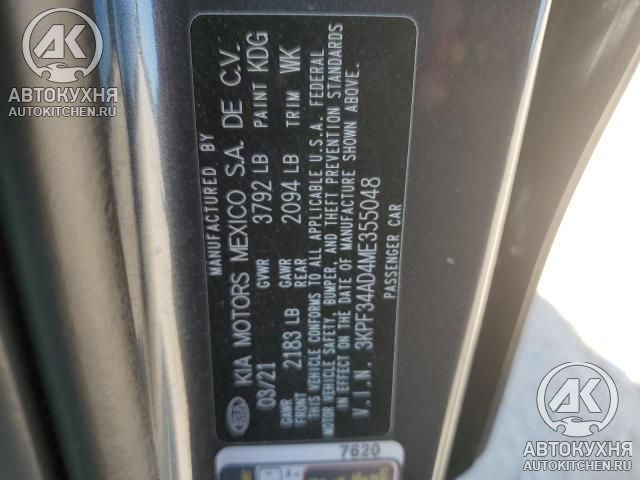 MANUFACTURED BY
KIA MOTORS MEXICO S.A. DE C.V.
03/21 GVWR 3792 LB PAINT KDG
GAWR FRONT 2183 LB GAWR REAR 2094 LB TRIM WK
THIS VEHICLE CONFORMS TO ALL APPLICABLE U.S.A. FEDERAL
MOTOR VEHICLE SAFETY, BUMPER, AND THEFT PREVENTION STANDARDS
IN EFFECT ON THE DATE OF MANUFACTURE SHOWN ABOVE.
V.I.N. 3KPF34AD4ME355048
PASSENGER CAR
7620
АК
АВТОКУХНЯ
AUTOKITCHEN.RU
АК
АВТОКУХНЯ
AUTOKITCHEN.RU